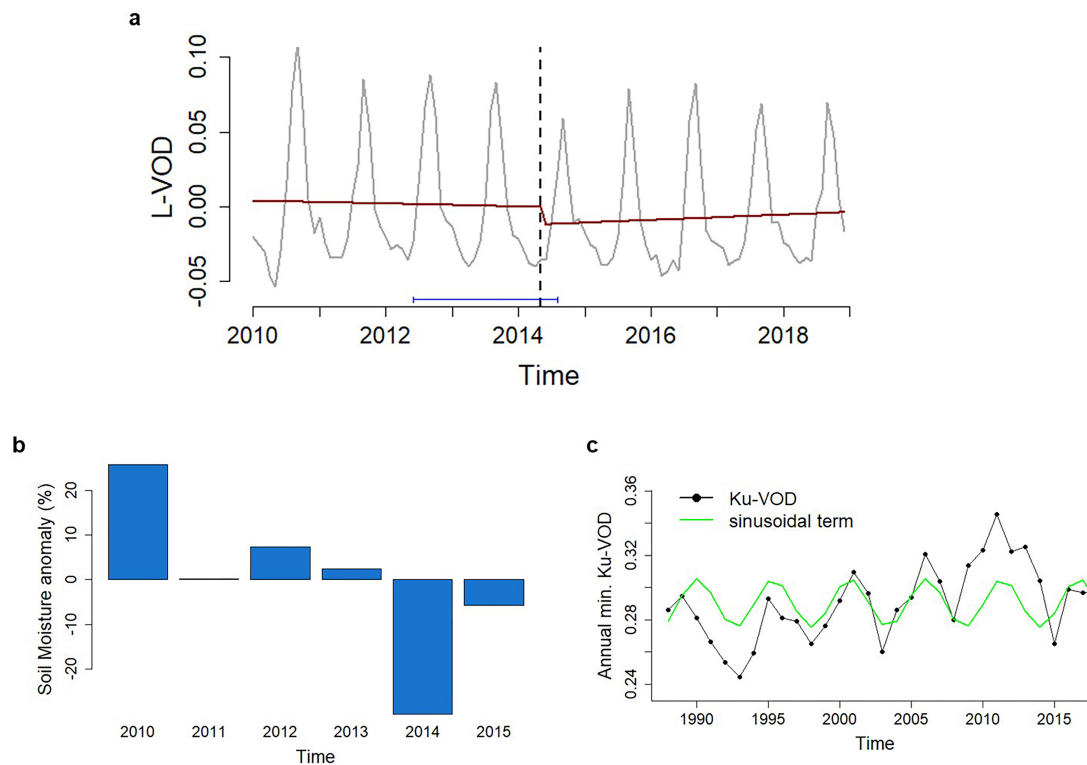 a
0.10
0.05
0.00
-0.05
L-VOD
2010 2012 2014 2016 2018
Time
b
20
10
0
-10
-20
Soil Moisture anomaly (%)
2010 2011 2012 2013 2014 2015
Time
c
0.36
0.32
0.28
0.24
Annual min. Ku-VOD
Ku-VOD
sinusoidal term
1990 1995 2000 2005 2010 2015
Time